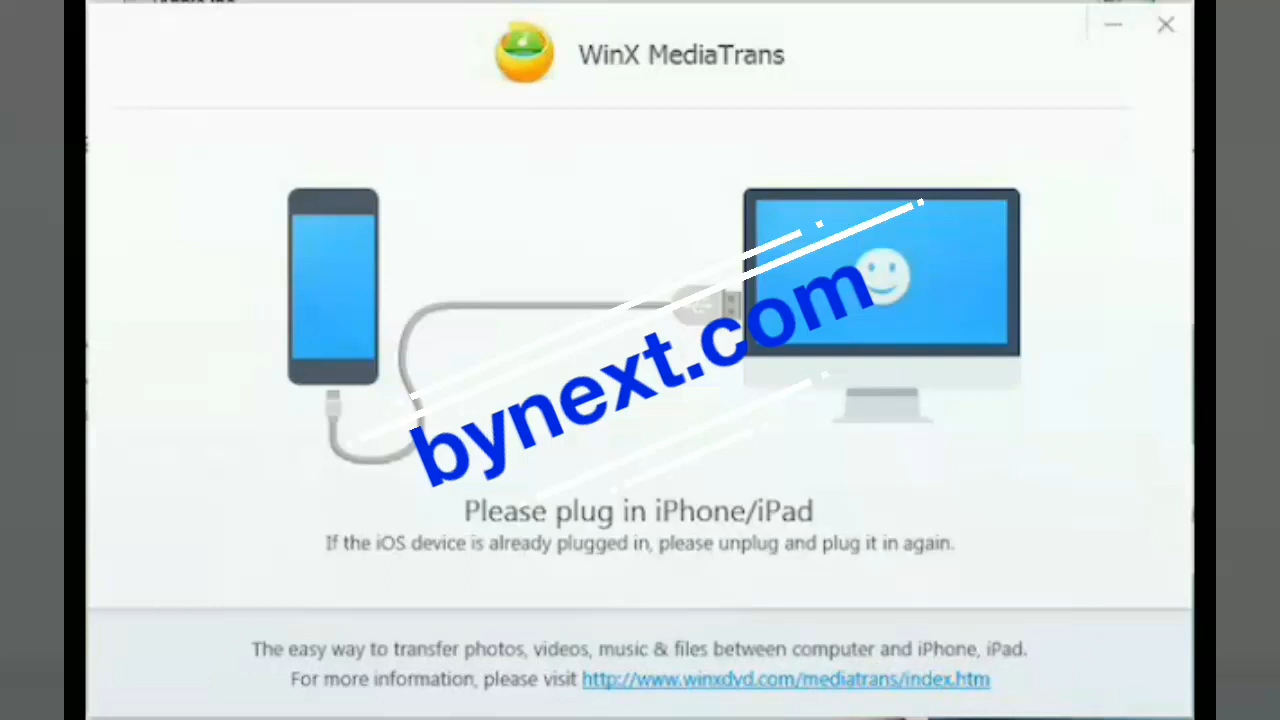 WinX MediaTrans
bynext.com
Please plug in iPhone/iPad
If the iOS device is already plugged in, please unplug and plug it in again.
The easy way to transfer photos, videos, music & files between computer and iPhone, iPad.
For more information, please visit http://www.winxdvd.com/mediatrans/index.htm